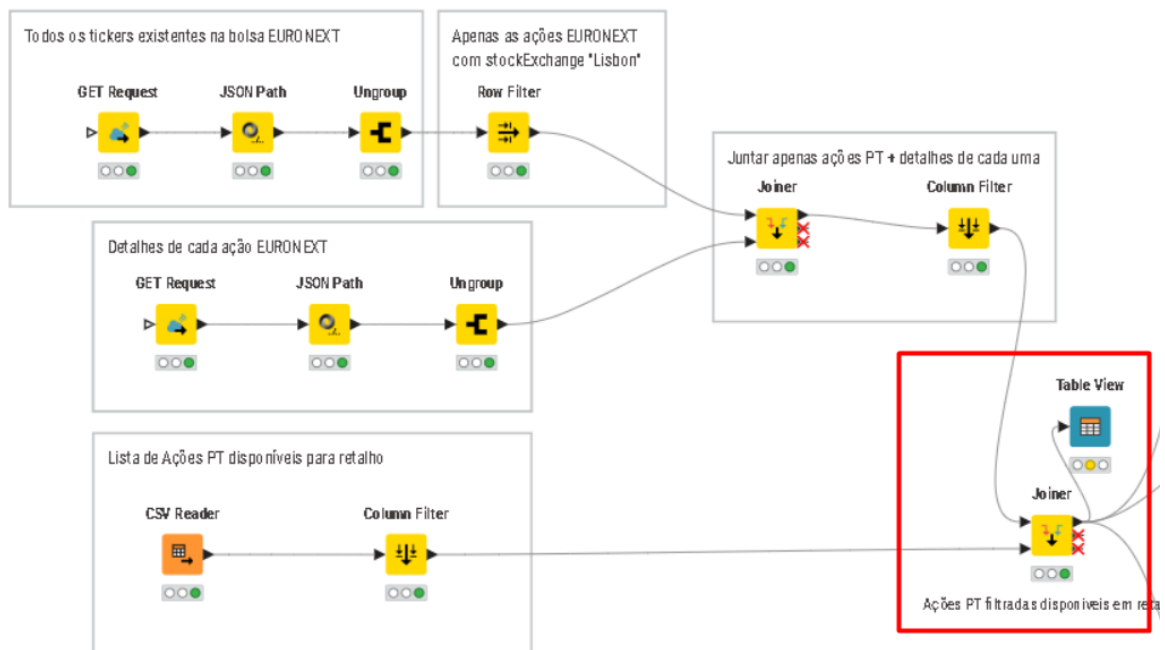 Todos os tickers existentes na bolsa EURONEXT
GET Request
JSON Path
Ungroup
Apenas as ações EURONEXT
com stockExchange "Lisbon"
Row Filter
Juntar apenas ações PT + detalhes de cada uma
Joiner
Column Filter
Detalhes de cada ação EURONEXT
GET Request
JSON Path
Ungroup
Table View
Lista de Ações PT disponíveis para retalho
CSV Reader
Column Filter
Joiner
Ações PT filtradas disponiveis em reta